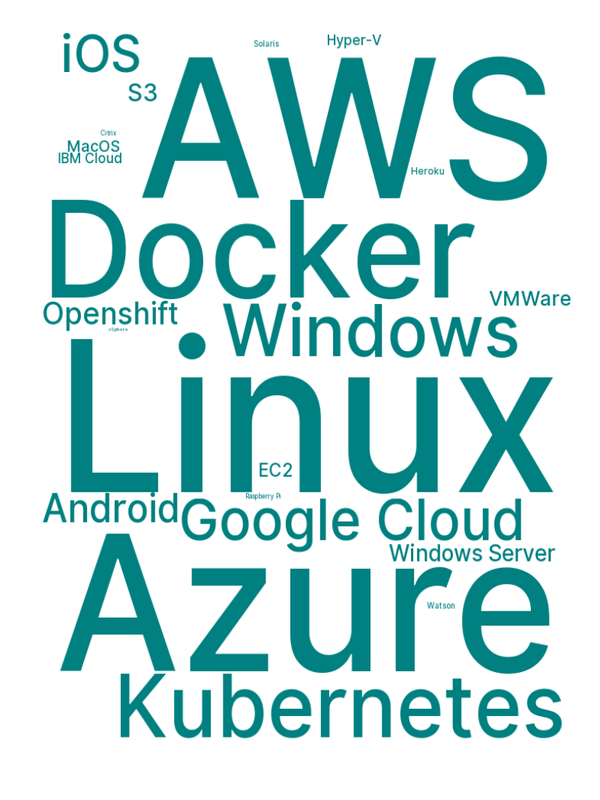 iOS
Solaris
Hyper-V
S3
AWS
Citrix
MacOS
IBM Cloud
Heroku
Docker
VMWare
Openshift
Windows
vSphere
Linux
EC2
Raspberry Pi
Android
Google Cloud
Windows Server
Azure
Watson
Kubernetes